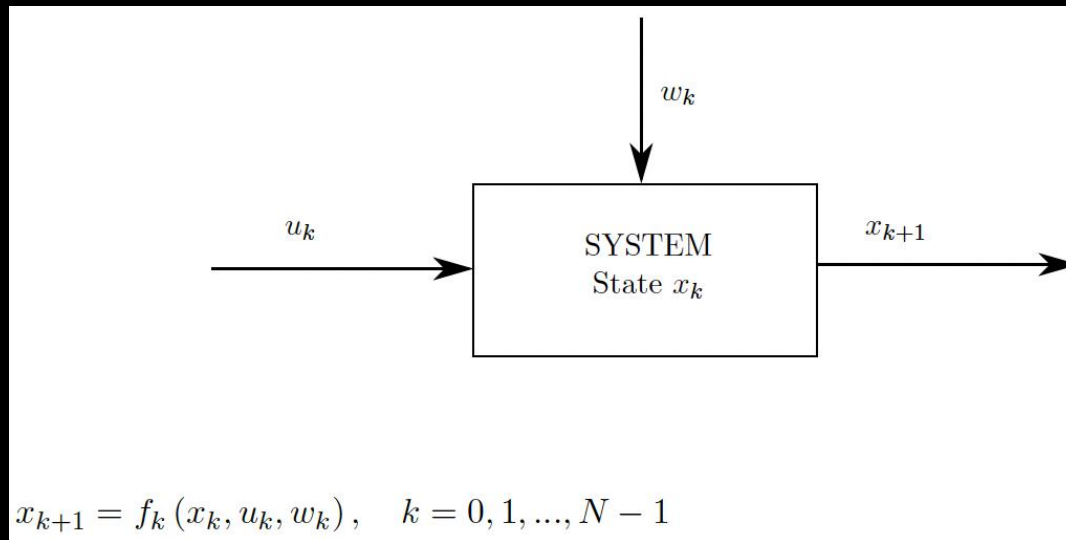 w_k
u_k
SYSTEM
State x_k
x_{k+1}
x_{k+1} = f_k (x_k, u_k, w_k), k = 0, 1, ..., N − 1